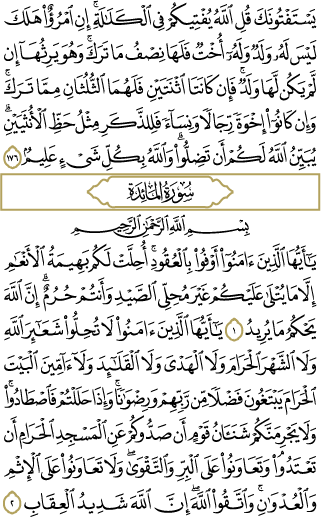 يَسْتَفْتُونَكَ قُلِ ٱللَّهُ يُفْتِيكُمْ فِى ٱلْكَلَٰلَةِ ۚ إِنِ ٱمْرُؤٌا۟ هَلَكَ
لَيْسَ لَهُۥ وَلَدٌ وَلَهُۥٓ أُخْتٌ فَلَهَا نِصْفُ مَا تَرَكَ ۚ وَهُوَ يَرِثُهَآ إِن
لَّمْ يَكُن لَّهَا وَلَدٌ ۚ فَإِن كَانَتَا ٱثْنَتَيْنِ فَلَهُمَا ٱلثُّلُثَانِ مِمَّا تَرَكَ ۚ
وَإِن كَانُوٓا۟ إِخْوَةً رِّجَالًا وَنِسَآءً فَلِلذَّكَرِ مِثْلُ حَظِّ ٱلْأُنثَيَيْنِ ۗ
يُبَيِّنُ ٱللَّهُ لَكُمْ أَن تَضِلُّوا۟ ۗ وَٱللَّهُ بِكُلِّ شَىْءٍ عَلِيمٌۢ ١٧٦
سُورَةُ المَائِدَةِ
بِسْمِ ٱللَّهِ ٱلرَّحْمَٰنِ ٱلرَّحِيمِ
يَٰٓأَيُّهَا ٱلَّذِينَ ءَامَنُوٓا۟ أَوْفُوا۟ بِٱلْعُقُودِ ۚ أُحِلَّتْ لَكُم بَهِيمَةُ ٱلْأَنْعَٰمِ
إِلَّا مَا يُتْلَىٰ عَلَيْكُمْ غَيْرَ مُحِلِّى ٱلصَّيْدِ وَأَنتُمْ حُرُمٌ ۗ إِنَّ ٱللَّهَ
يَحْكُمُ مَا يُرِيدُ ١ يَٰٓأَيُّهَا ٱلَّذِينَ ءَامَنُوا۟ لَا تُحِلُّوا۟ شَعَٰٓئِرَ ٱللَّهِ
وَلَا ٱلشَّهْرَ ٱلْحَرَامَ وَلَا ٱلْهَدْىَ وَلَا ٱلْقَلَٰٓئِدَ وَلَآ ءَآمِّينَ ٱلْبَيْتَ
ٱلْحَرَامَ يَبْتَغُونَ فَضْلًا مِّن رَّبِّهِمْ وَرِضْوَٰنًا ۚ وَإِذَا حَلَلْتُمْ فَٱصْطَادُوا۟ ۚ
وَلَا يَجْرِمَنَّكُمْ شَنَـَٔانُ قَوْمٍ أَن صَدُّوكُمْ عَنِ ٱلْمَسْجِدِ ٱلْحَرَامِ أَن
تَعْتَدُوا۟ ۘ وَتَعَاوَنُوا۟ عَلَى ٱلْبِرِّ وَٱلتَّقْوَىٰ ۖ وَلَا تَعَاوَنُوا۟ عَلَى ٱلْإِثْمِ
وَٱلْعُدْوَٰنِ ۚ وَٱتَّقُوا۟ ٱللَّهَ ۖ إِنَّ ٱللَّهَ شَدِيدُ ٱلْعِقَابِ ٢